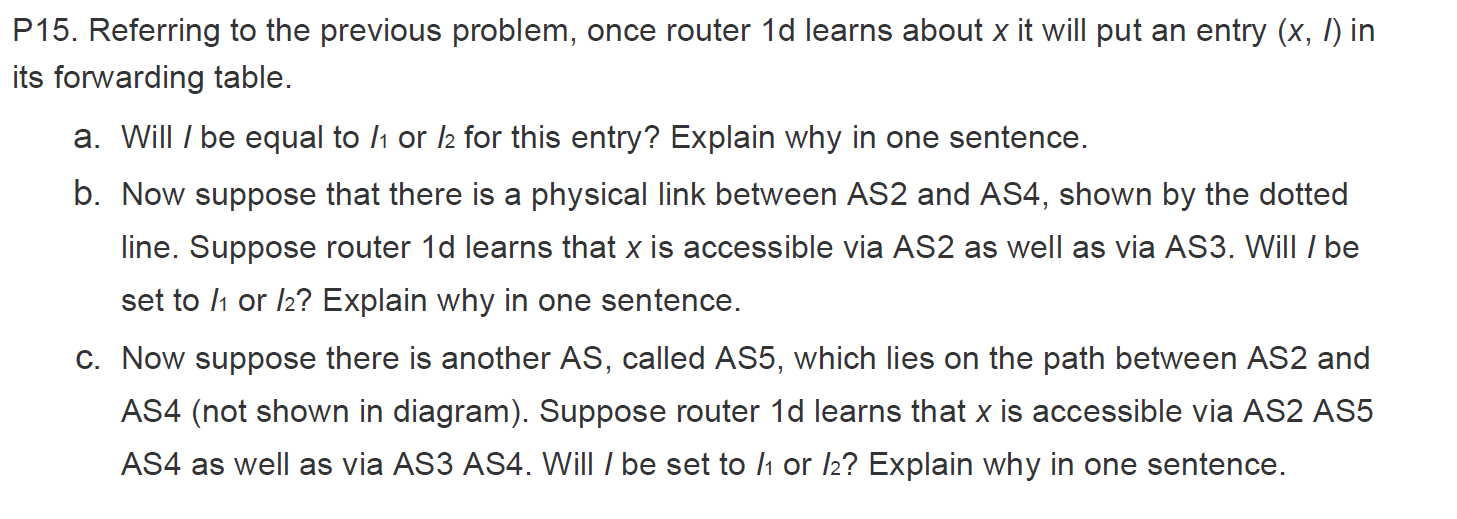 P15. Referring to the previous problem, once router 1d learns about x it will put an entry (x, I) in
its forwarding table.
a. Will I be equal to I1 or I2 for this entry? Explain why in one sentence.
b. Now suppose that there is a physical link between AS2 and AS4, shown by the dotted
line. Suppose router 1d learns that x is accessible via AS2 as well as via AS3. Will I be
set to I1 or I2? Explain why in one sentence.
c. Now suppose there is another AS, called AS5, which lies on the path between AS2 and
AS4 (not shown in diagram). Suppose router 1d learns that x is accessible via AS2 AS5
AS4 as well as via AS3 AS4. Will I be set to I1 or I2? Explain why in one sentence.